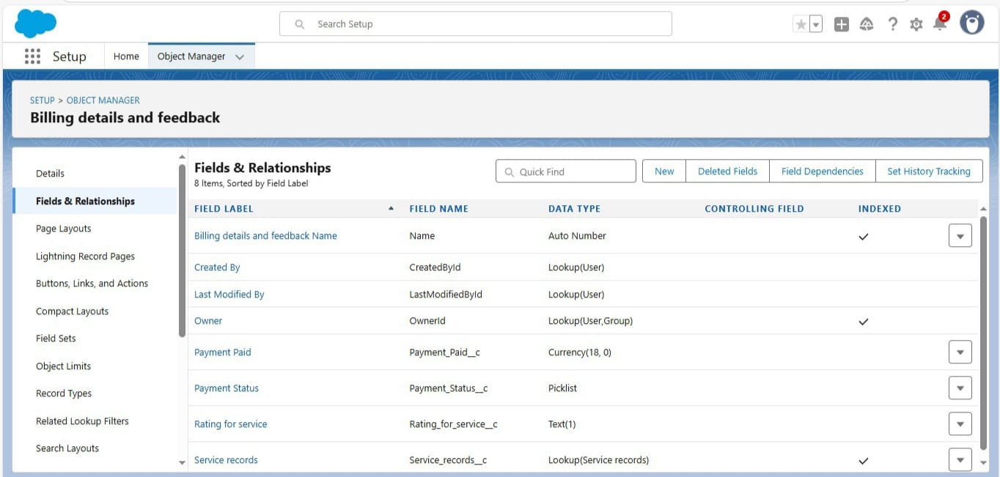 Search Setup
2
Setup Home Object Manager
SETUP > OBJECT MANAGER
Billing details and feedback
Details
Fields & Relationships
Page Layouts
Lightning Record Pages
Buttons, Links, and Actions
Compact Layouts
Field Sets
Object Limits
Record Types
Related Lookup Filters
Search Layouts
Fields & Relationships
8 Items, Sorted by Field Label
Quick Find New Deleted Fields Field Dependencies Set History Tracking
FIELD LABEL FIELD NAME DATA TYPE CONTROLLING FIELD INDEXED
Billing details and feedback Name Name Auto Number
Created By CreatedById Lookup(User)
Last Modified By LastModifiedById Lookup(User)
Owner OwnerId Lookup(User,Group)
Payment Paid Payment_Paid__c Currency(18, 0)
Payment Status Payment_Status__c Picklist
Rating for service Rating_for_service__c Text(1)
Service records Service_records__c Lookup(Service records)